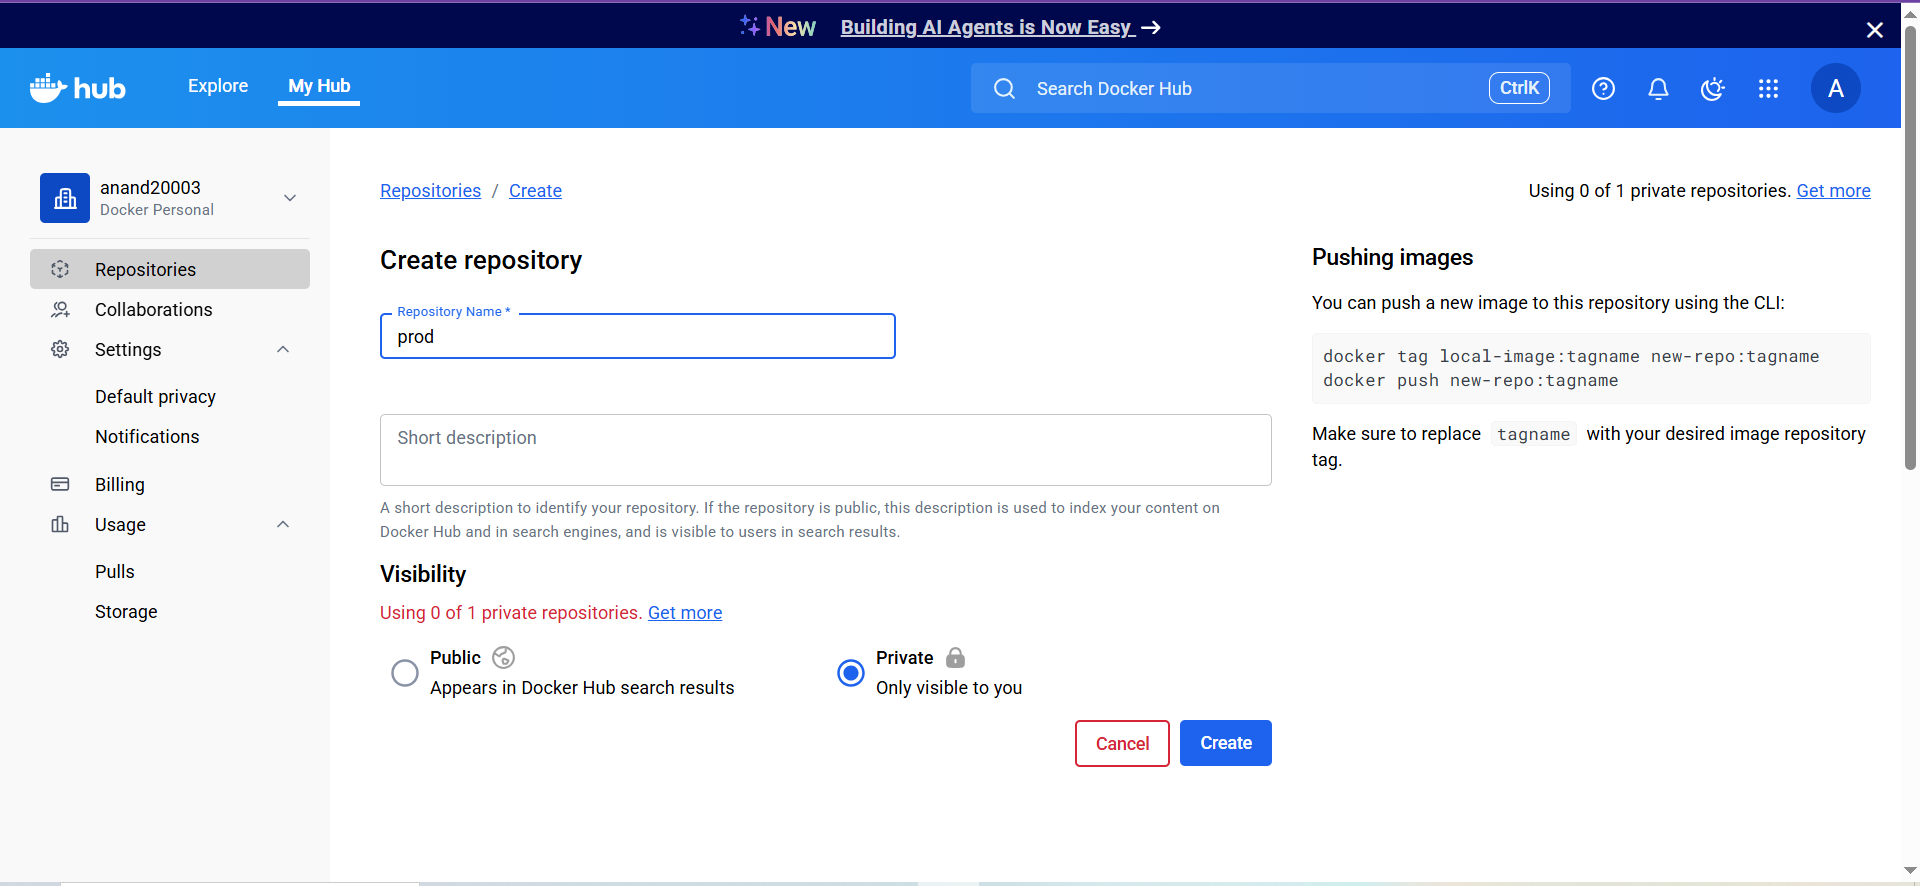 New Building AI Agents is Now Easy →
hub Explore My Hub Search Docker Hub CtrlK A
anand20003
Docker Personal
Repositories
Collaborations
Settings
Default privacy
Notifications
Billing
Usage
Pulls
Storage
Repositories / Create
Using 0 of 1 private repositories. Get more
Create repository
Repository Name *
prod
Short description
A short description to identify your repository. If the repository is public, this description is used to index your content on
Docker Hub and in search engines, and is visible to users in search results.
Visibility
Using 0 of 1 private repositories. Get more
Public
Appears in Docker Hub search results
Private
Only visible to you
Cancel Create
Pushing images
You can push a new image to this repository using the CLI:
docker tag local-image:tagname new-repo:tagname
docker push new-repo:tagname
Make sure to replace tagname with your desired image repository
tag.